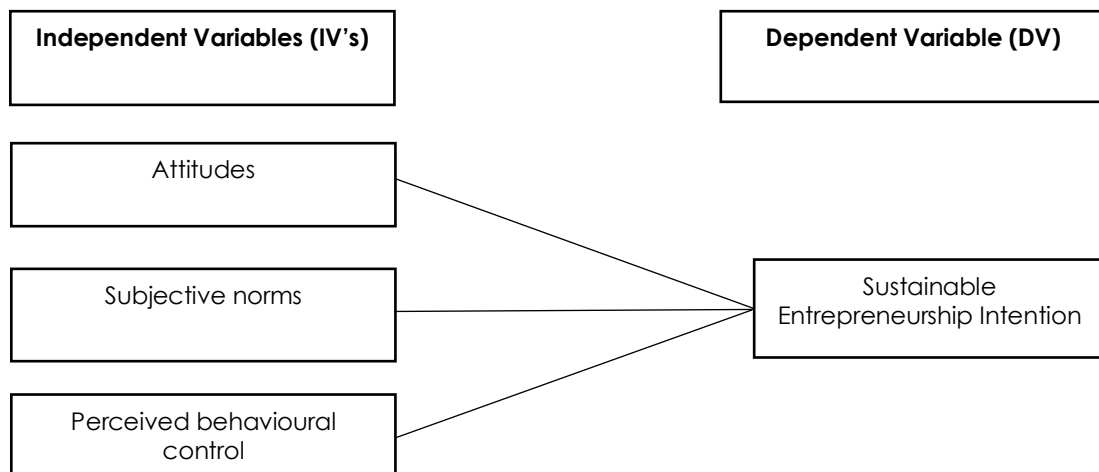 Independent Variables (IV’s)
Dependent Variable (DV)
Attitudes
Subjective norms
Sustainable
Entrepreneurship Intention
Perceived behavioural
control